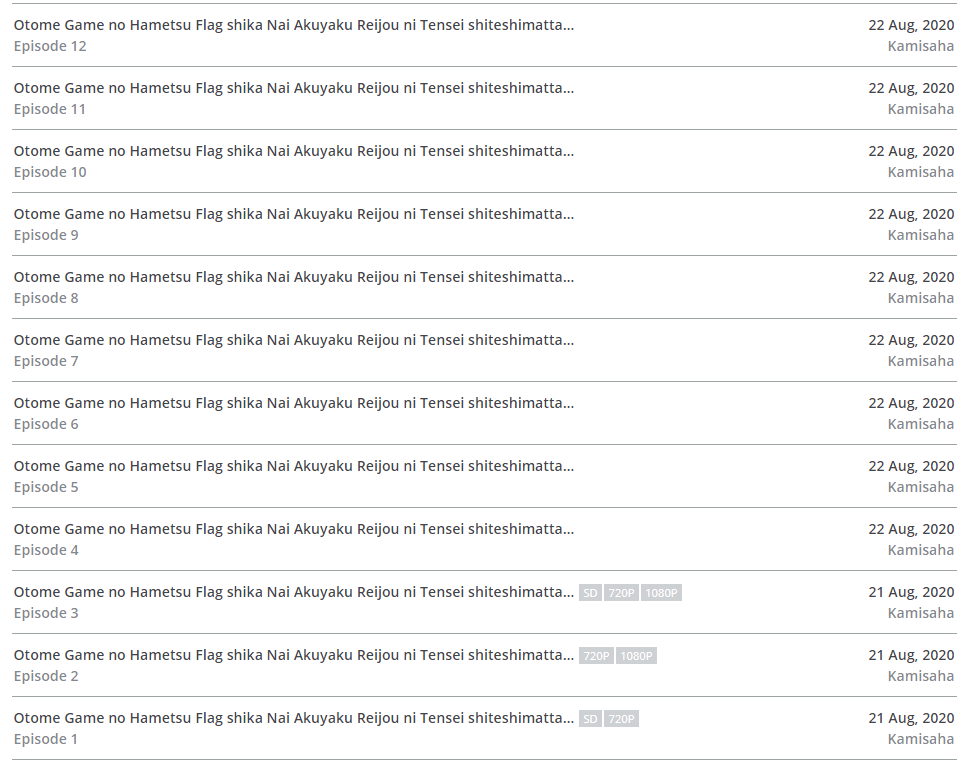 Otome Game no Hametsu Flag shika Nai Akuyaku Reijou ni Tensei shiteshimatta... 22 Aug, 2020
Episode 12 Kamisaha
Otome Game no Hametsu Flag shika Nai Akuyaku Reijou ni Tensei shiteshimatta... 22 Aug, 2020
Episode 11 Kamisaha
Otome Game no Hametsu Flag shika Nai Akuyaku Reijou ni Tensei shiteshimatta... 22 Aug, 2020
Episode 10 Kamisaha
Otome Game no Hametsu Flag shika Nai Akuyaku Reijou ni Tensei shiteshimatta... 22 Aug, 2020
Episode 9 Kamisaha
Otome Game no Hametsu Flag shika Nai Akuyaku Reijou ni Tensei shiteshimatta... 22 Aug, 2020
Episode 8 Kamisaha
Otome Game no Hametsu Flag shika Nai Akuyaku Reijou ni Tensei shiteshimatta... 22 Aug, 2020
Episode 7 Kamisaha
Otome Game no Hametsu Flag shika Nai Akuyaku Reijou ni Tensei shiteshimatta... 22 Aug, 2020
Episode 6 Kamisaha
Otome Game no Hametsu Flag shika Nai Akuyaku Reijou ni Tensei shiteshimatta... 22 Aug, 2020
Episode 5 Kamisaha
Otome Game no Hametsu Flag shika Nai Akuyaku Reijou ni Tensei shiteshimatta... 22 Aug, 2020
Episode 4 Kamisaha
Otome Game no Hametsu Flag shika Nai Akuyaku Reijou ni Tensei shiteshimatta... SD 720P 1080P 21 Aug, 2020
Episode 3 Kamisaha
Otome Game no Hametsu Flag shika Nai Akuyaku Reijou ni Tensei shiteshimatta... 720P 1080P 21 Aug, 2020
Episode 2 Kamisaha
Otome Game no Hametsu Flag shika Nai Akuyaku Reijou ni Tensei shiteshimatta... SD 720P 21 Aug, 2020
Episode 1 Kamisaha